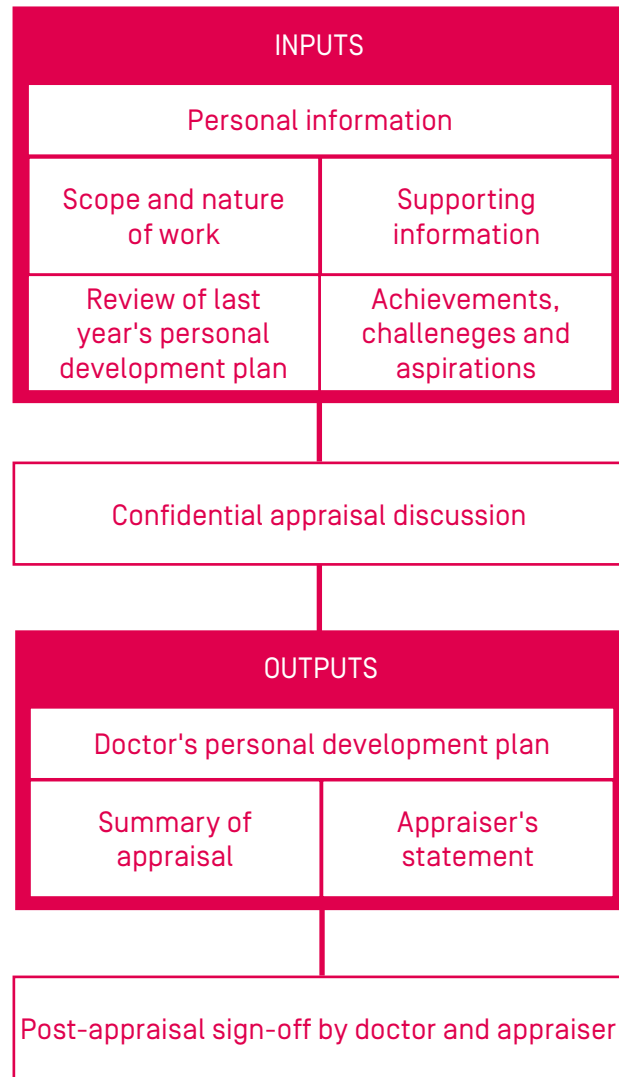 INPUTS
Personal information
Scope and nature
of work
Supporting
information
Review of last
year's personal
development plan
Achievements,
challeneges and
aspirations
Confidential appraisal discussion
OUTPUTS
Doctor's personal development plan
Summary of
appraisal
Appraiser's
statement
Post-appraisal sign-off by doctor and appraiser